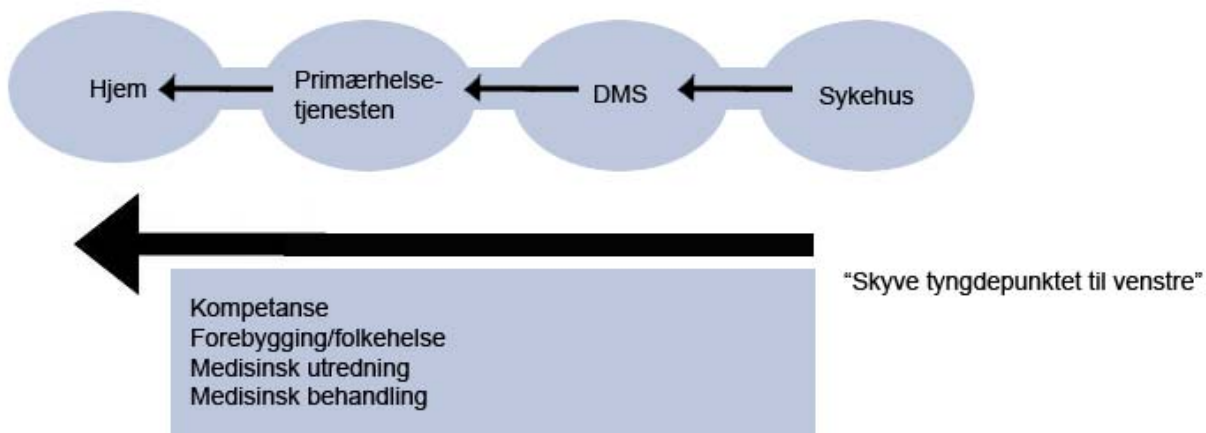 Hjem
Primærhelse-
tjenesten
DMS
Sykehus
“Skyve tyngdepunktet til venstre”
Kompetanse
Forebygging/folkehelse
Medisinsk utredning
Medisinsk behandling